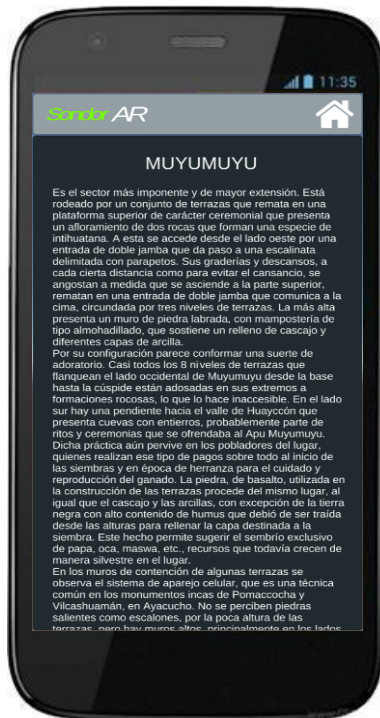 11:35
Sondor AR
MUYUMUYU
Es el sector más imponente y de mayor extensión. Está
rodeado por un conjunto de terrazas que remata en una
plataforma superior de carácter ceremonial que presenta
un afloramiento de dos rocas que forman una especie de
intihuatana. A esta se accede desde el lado oeste por una
entrada de doble jamba que da paso a una escalinata
delimitada con parapetos. Sus graderías y descansos, a
cada cierta distancia como para evitar el cansancio, se
angostan a medida que se asciende a la parte superior,
rematan en una entrada de doble jamba que comunica a la
cima, circundada por tres niveles de terrazas. La más alta
presenta un muro de piedra labrada, con mampostería de
tipo almohadillado, que sostiene un relleno de cascajo y
diferentes capas de arcilla.
Por su configuración parece conformar una suerte de
adoratorio. Casi todos los 8 niveles de terrazas que
flanquean el lado occidental de Muyumuyu desde la base
hasta la cúspide están adosadas en sus extremos a
formaciones rocosas, lo que lo hace inaccesible. En el lado
sur hay una pendiente hacia el valle de Huayccón que
presenta cuevas con entierros, probablemente parte de
ritos y ceremonias que se ofrendaba al Apu Muyumuyu.
Dicha práctica aún pervive en los pobladores del lugar,
quienes realizan ese tipo de pagos sobre todo al inicio de
las siembras y en época de herranza para el cuidado y
reproducción del ganado. La piedra, de basalto, utilizada en
la construcción de las terrazas procede del mismo lugar, al
igual que el cascajo y las arcillas, con excepción de la tierra
negra con alto contenido de humus que debió de ser traída
desde las alturas para rellenar la capa destinada a la
siembra. Este hecho permite sugerir el sembrío exclusivo
de papa, oca, maswa, etc., recursos que todavía crecen de
manera silvestre en el lugar.
En los muros de contención de algunas terrazas se
observa el sistema de aparejo celular, que es una técnica
común en los monumentos incas de Pomaccocha y
Vilcashuamán, en Ayacucho. No se perciben piedras
salientes como escalones, por la poca altura de las
terrazas, pero hay muros altos, principalmente en los lados